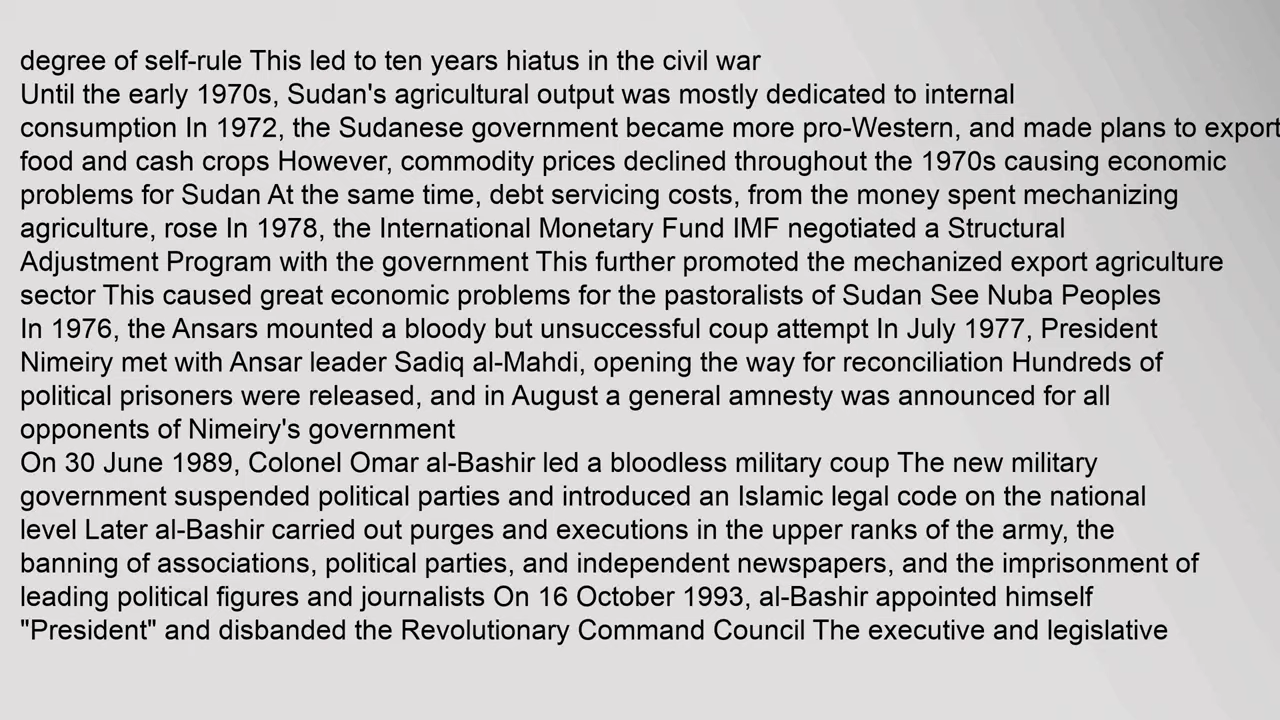 degree of self-rule This led to ten years hiatus in the civil war
Until the early 1970s, Sudan's agricultural output was mostly dedicated to internal
consumption In 1972, the Sudanese government became more pro-Western, and made plans to export
food and cash crops However, commodity prices declined throughout the 1970s causing economic
problems for Sudan At the same time, debt servicing costs, from the money spent mechanizing
agriculture, rose In 1978, the International Monetary Fund IMF negotiated a Structural
Adjustment Program with the government This further promoted the mechanized export agriculture
sector This caused great economic problems for the pastoralists of Sudan See Nuba Peoples
In 1976, the Ansars mounted a bloody but unsuccessful coup attempt In July 1977, President
Nimeiry met with Ansar leader Sadiq al-Mahdi, opening the way for reconciliation Hundreds of
political prisoners were released, and in August a general amnesty was announced for all
opponents of Nimeiry's government
On 30 June 1989, Colonel Omar al-Bashir led a bloodless military coup The new military
government suspended political parties and introduced an Islamic legal code on the national
level Later al-Bashir carried out purges and executions in the upper ranks of the army, the
banning of associations, political parties, and independent newspapers, and the imprisonment of
leading political figures and journalists On 16 October 1993, al-Bashir appointed himself
"President" and disbanded the Revolutionary Command Council The executive and legislative